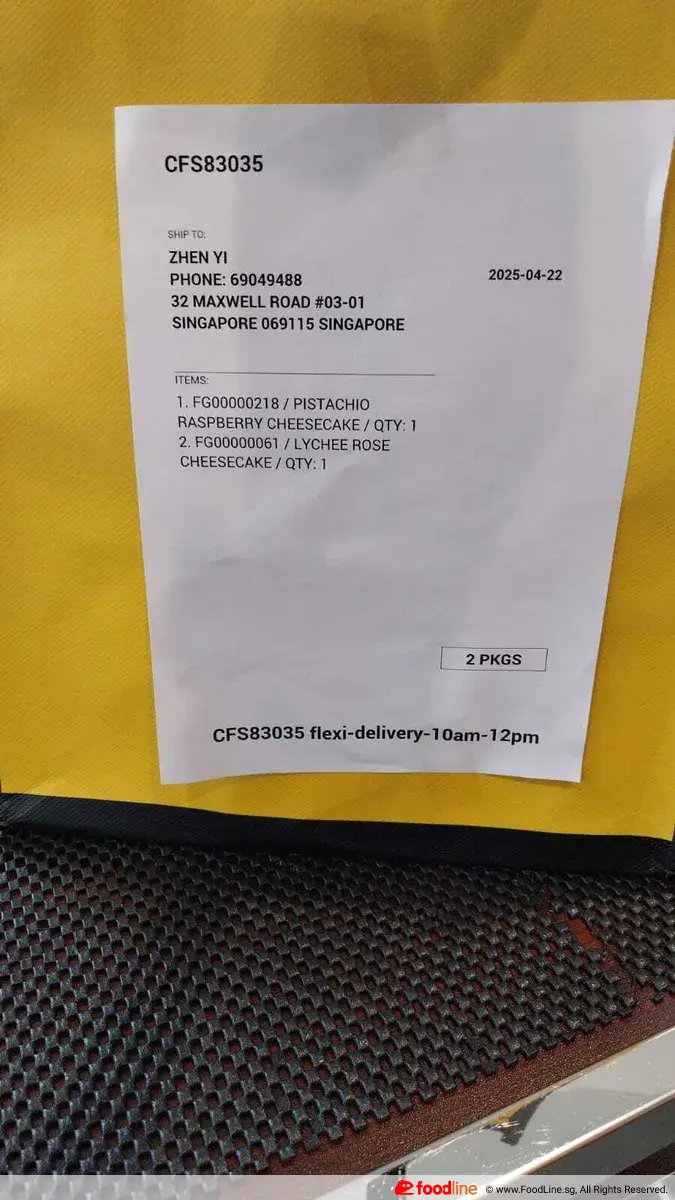 CFS83035
SHIP TO:
ZHEN YI
PHONE: 69049488
2025-04-22
32 MAXWELL ROAD #03-01
SINGAPORE 069115 SINGAPORE
ITEMS:
1. FG00000218 / PISTACHIO
RASPBERRY CHEESECAKE / QTY: 1
2. FG00000061 / LYCHEE ROSE
CHEESECAKE / QTY: 1
2 PKGS
CFS83035 flexi-delivery-10am-12pm
foodline © www.FoodLine.sg, All Rights Reserved.